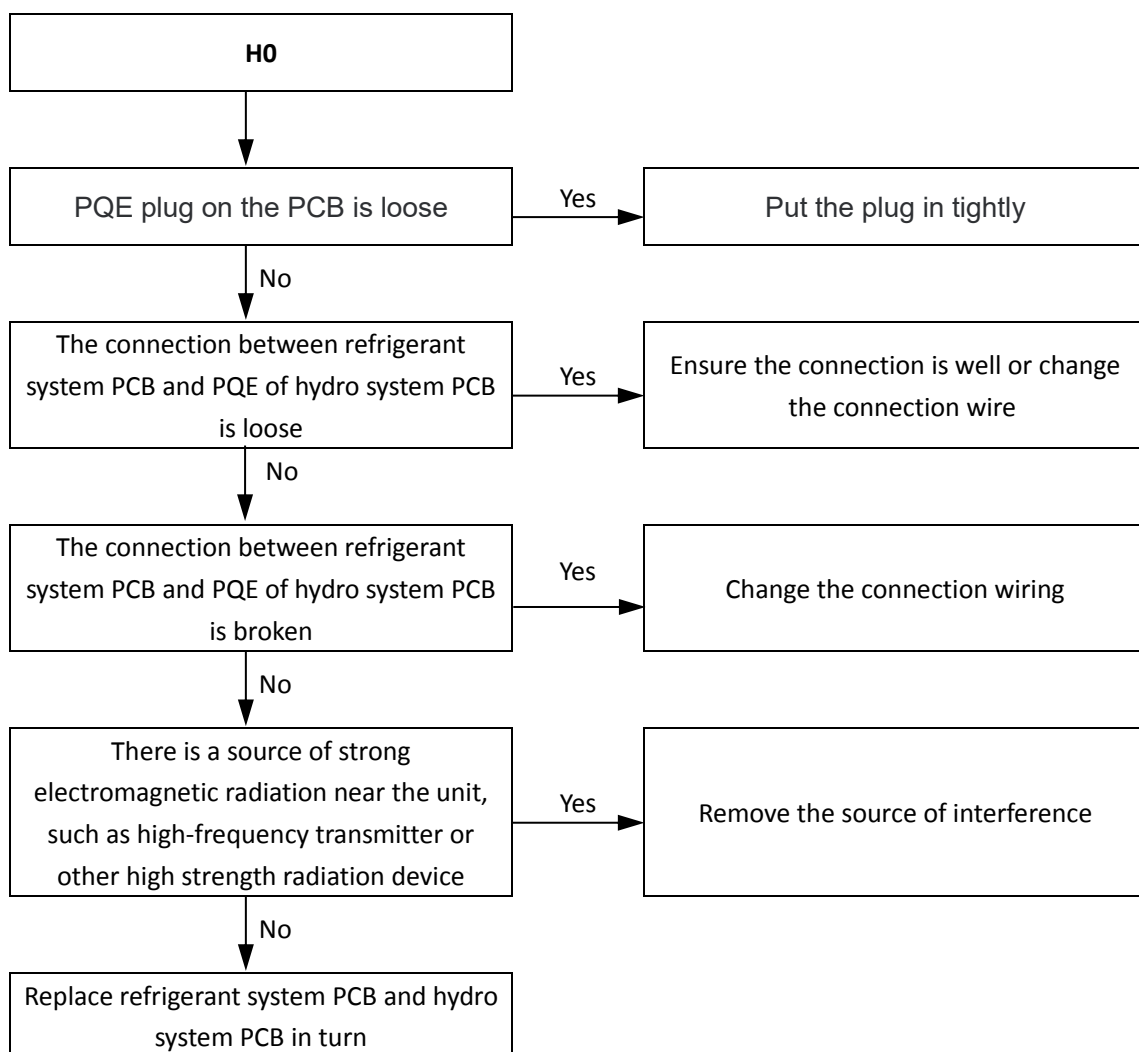 H0
PQE plug on the PCB is loose
Yes
Put the plug in tightly
No
The connection between refrigerant
system PCB and PQE of hydro system PCB
is loose
Yes
Ensure the connection is well or change
the connection wire
No
The connection between refrigerant
system PCB and PQE of hydro system PCB
is broken
Yes
Change the connection wiring
No
There is a source of strong
electromagnetic radiation near the unit,
such as high-frequency transmitter or
other high strength radiation device
Yes
Remove the source of interference
No
Replace refrigerant system PCB and hydro
system PCB in turn